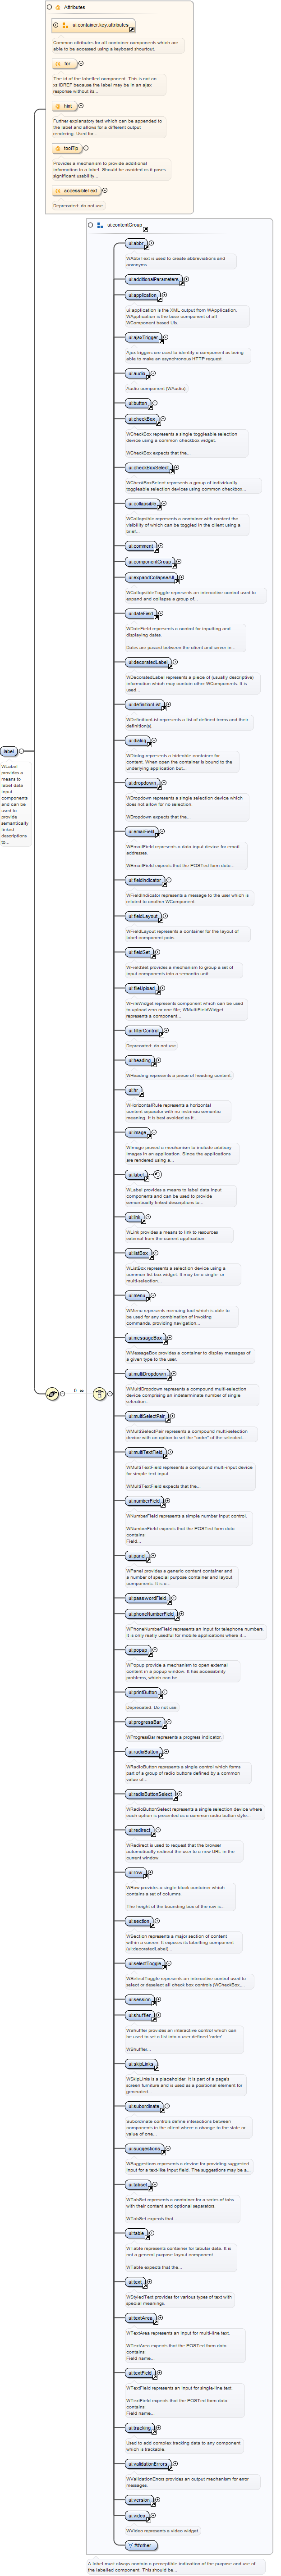 Attributes
ui:container.key.attributes
Common attributes for all container components which are
able to be accessed using a keyboard shourtcut.
for
The id of the labelled component. This is not an
xs:IDREF because the label may be in an ajax
response without its...
hint
Further explanatory text which can be appended to
the label and allows for a different output
rendering. Used for...
toolTip
Provides a mechanism to provide additional
information to a label. Should be avoided as it poses
significant usability...
accessibleText
Deprecated: do not use.
ui:contentGroup
ui:abbr
WAbbrText is used to create abbreviations and
acronyms.
ui:additionalParameters
ui:application
ui:application is the XML output from WApplication.
WApplication is the base component of all
WComponent based UIs.
ui:ajaxTrigger
Ajax triggers are used to identify a component as being
able to make an asynchronous HTTP request.
ui:audio
Audio component (WAudio).
ui:button
ui:checkBox
WCheckBox represents a single toggleable selection
device using a common checkbox widget.
WCheckBox expects that the...
ui:checkBoxSelect
WCheckBoxSelect represents a group of individually
toggleable selection devices using common checkbox...
ui:collapsible
WCollapsible represents a container with content the
visibility of which can be toggled in the client using a
brief...
ui:comment
ui:componentGroup
ui:expandCollapseAll
WCollapsibleToggle represents an interactive control used to
expand and collapse a group of...
ui:dateField
WDateField represents a control for inputting and
displaying dates.
Dates are passed between the client and server in...
ui:decoratedLabel
WDecoratedLabel represents a piece of (usually descriptive)
information which may contain other WComponents. It is
used...
ui:definitionList
WDefinitionList represents a list of defined terms and their
definition(s).
ui:dialog
WDialog represents a hideable container for
content. When open the container is bound to the
underlying application but...
ui:dropdown
WDropdown represents a single selection device which
does not allow for no selection.
WDropdown expects that the...
label
WLabel
provides a
means to
label data
input
components
and can be
used to
provide
semantically
linked
descriptions
to...
ui:emailField
WEmailField represents a data input device for email
addresses.
WEmailField expects that the POSTed form data...
ui:fieldIndicator
WFieldIndicator represents a message to the user which is
related to another WComponent.
ui:fieldLayout
WFieldLayout represents a container for the layout of
label:component pairs.
ui:fieldSet
WFieldSet provides a mechanism to group a set of
input components into a semantic unit.
ui:fileUpload
WFileWidget represents component which can be used
to upload zero or one file; WMultiFileWidget
represents a component...
ui:filterControl
Deprecated: do not use
ui:heading
WHeading represents a piece of heading content.
ui:hr
WHorizontalRule represents a horizontal
content separator with no instrinsic semantic
meaning. It is best avoided as it...
ui:image
WImage proved a mechanism to include arbitrary
images in an application. Since the applications
are rendered using a...
ui:label
WLabel provides a means to label data input
components and can be used to provide
semantically linked descriptions to...
ui:link
WLink provides a means to link to resources
external from the current application.
ui:listBox
WListBox represents a selection device using a
common list box widget. It may be a single- or
multi-selection...
ui:menu
WMenu represents menuing tool which is able to be
used for any combination of invoking
commands, providing navigation...
ui:messageBox
WMessageBox provides a container to display messages of
a given type to the user.
ui:multiDropdown
WMultiDropdown represents a compound multi-selection
device comprising an indeterminate number of single
selection...
0..∞
ui:multiSelectPair
WMultiSelectPair represents a compound multi-selection
device with an option to set the "order" of the selected...
ui:multiTextField
WMultiTextField represents a compound multi-input device
for simple text input.
WMultiTextField expects that the...
ui:numberField
WNumberField represents a simple number input control.
WNumberField expects that the POSTed form data
contains:
Field...
ui:panel
WPanel provides a generic content container and
a number of special purpose container and layout
components. It is a...
ui:passwordField
ui:phoneNumberField
WPhoneNumberField represents an input for telephone numbers.
It is only really useslful for mobile applications where it...
ui:popup
WPopup provide a mechanism to open external
content in a popup window. It has accessibility
problems, which can be...
ui:printButton
Deprecated. Do not use.
ui:progressBar
WProgressBar represents a progress indicator.
ui:radioButton
WRadioButton represents a single control which forms
part of a group of radio buttons defined by a common
value of...
ui:radioButtonSelect
WRadioButtonSelect represents a single selection device where
each option is presented as a common radio button style...
ui:redirect
WRedirect is used to request that the browser
automatically redirect the user to a new URL in the
current window.
ui:row
WRow provides a single block container which
contains a set of columns.
The height of the bounding box of the row is...
ui:section
WSection represents a major section of content
within a screen. It exposes its labelling component
(ui:decoratedLabel)...
ui:selectToggle
WSelectToggle represents an interactive control used to
select or deselect all check box controls (WCheckBox,...
ui:session
ui:shuffler
WShuffler provides an interactive control which can
be used to set a list into a user defined 'order'.
WShuffler...
ui:skipLinks
WSkipLinks is a placeholder. It is part of a page's
screen furniture and is used as a positional element for
generated...
ui:subordinate
Subordinate controls define interactions between
components in the client where a change to the state or
value of one...
ui:suggestions
WSuggestions represents a device for providing suggested
input for a text-like input field. The suggestions may be a...
ui:tabset
WTabSet represents a container for a series of tabs
with their content and optional separators.
WTabSet expects that...
ui:table
WTable represents container for tabular data. It is
not a general purpose layout component.
WTable expects that the...
ui:text
WStyledText provides for various types of text with
special meanings.
ui:textArea
WTextArea represents an input for multi-line text.
WTextArea expects that the POSTed form data
contains:
Field name...
ui:textField
WTextField represents an input for single-line text.
WTextField expects that the POSTed form data
contains:
Field name...
ui:tracking
Used to add complex tracking data to any component
which is trackable.
ui:validationErrors
WValidationErrors provides an output mechanism for error
messages.
ui:version
ui:video
WVideo represents a video widget.
##other
A label must always contain a perceptible indication of the purpose and use of
the labelled component. This should be...